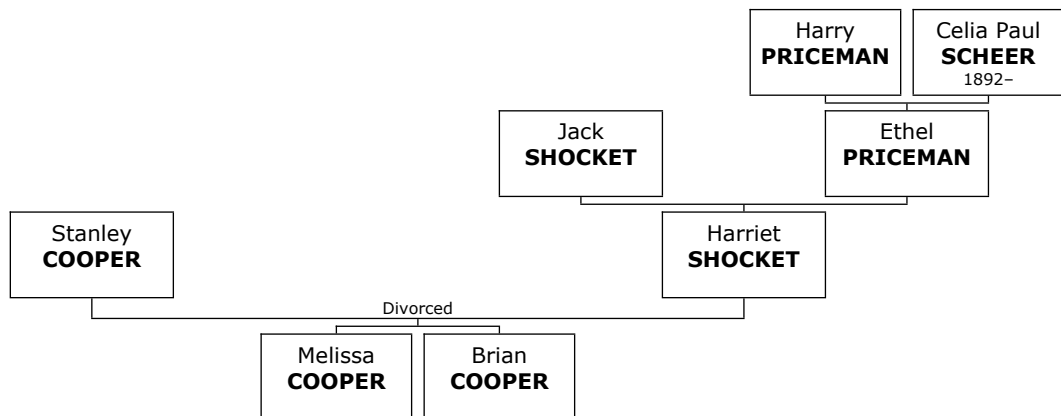 Harry
PRICEMAN
Celia Paul
SCHEER
1892–
Jack
SHOCKET
Ethel
PRICEMAN
Stanley
COOPER
Harriet
SHOCKET
Divorced
Melissa
COOPER
Brian
COOPER